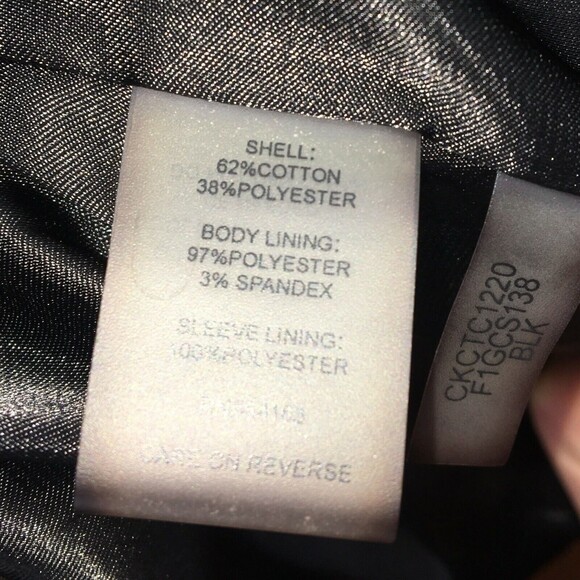 SHELL:
62%COTTON
38%POLYESTER
BODY LINING:
97%POLYESTER
3% SPANDEX
SLEEVE LINING:
100%POLYESTER
CARE ON REVERSE
CKCTC1220
F1GCS138
BLK